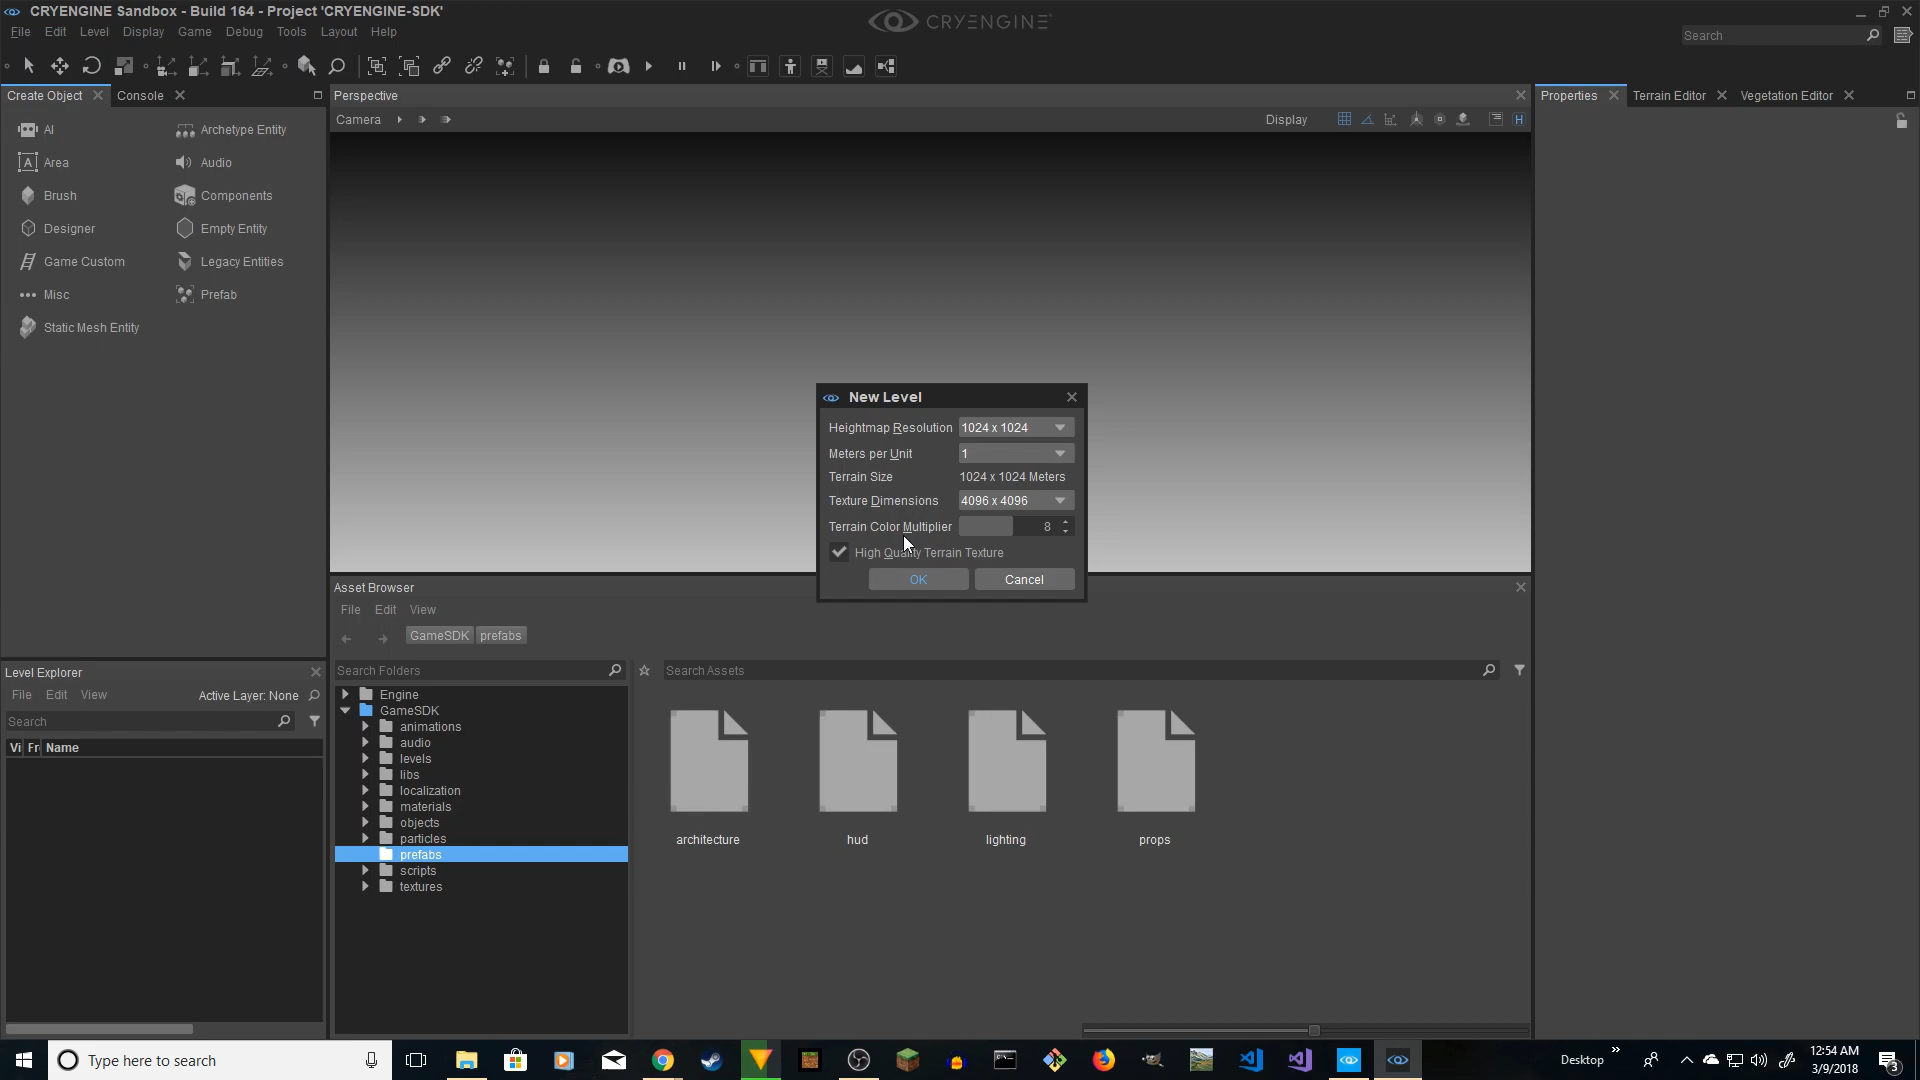 CRYENGINE Sandbox - Build 164 - Project 'CRYENGINE-SDK'
CRYENGINE
File Edit Level Display Game Debug Tools Layout Help
Search
Create Object
Console
Perspective
Properties
Terrain Editor
Vegetation Editor
Camera
Display
H
AI
Archetype Entity
Area
Audio
Brush
Components
Designer
Empty Entity
Game Custom
Legacy Entities
Misc
Prefab
Static Mesh Entity
New Level
Heightmap Resolution 1024 x 1024
Meters per Unit 1
Terrain Size 1024 x 1024 Meters
Texture Dimensions 4096 x 4096
Terrain Color Multiplier 8
High Quality Terrain Texture
OK Cancel
Asset Browser
File Edit View
GameSDK prefabs
Search Folders
Search Assets
Engine
GameSDK
animations
audio
levels
libs
localization
materials
objects
particles
prefabs
scripts
textures
architecture
hud
lighting
props
Level Explorer
File Edit View Active Layer: None
Search
Vi Fr Name
Type here to search
Desktop
12:54 AM
3/9/2018
3